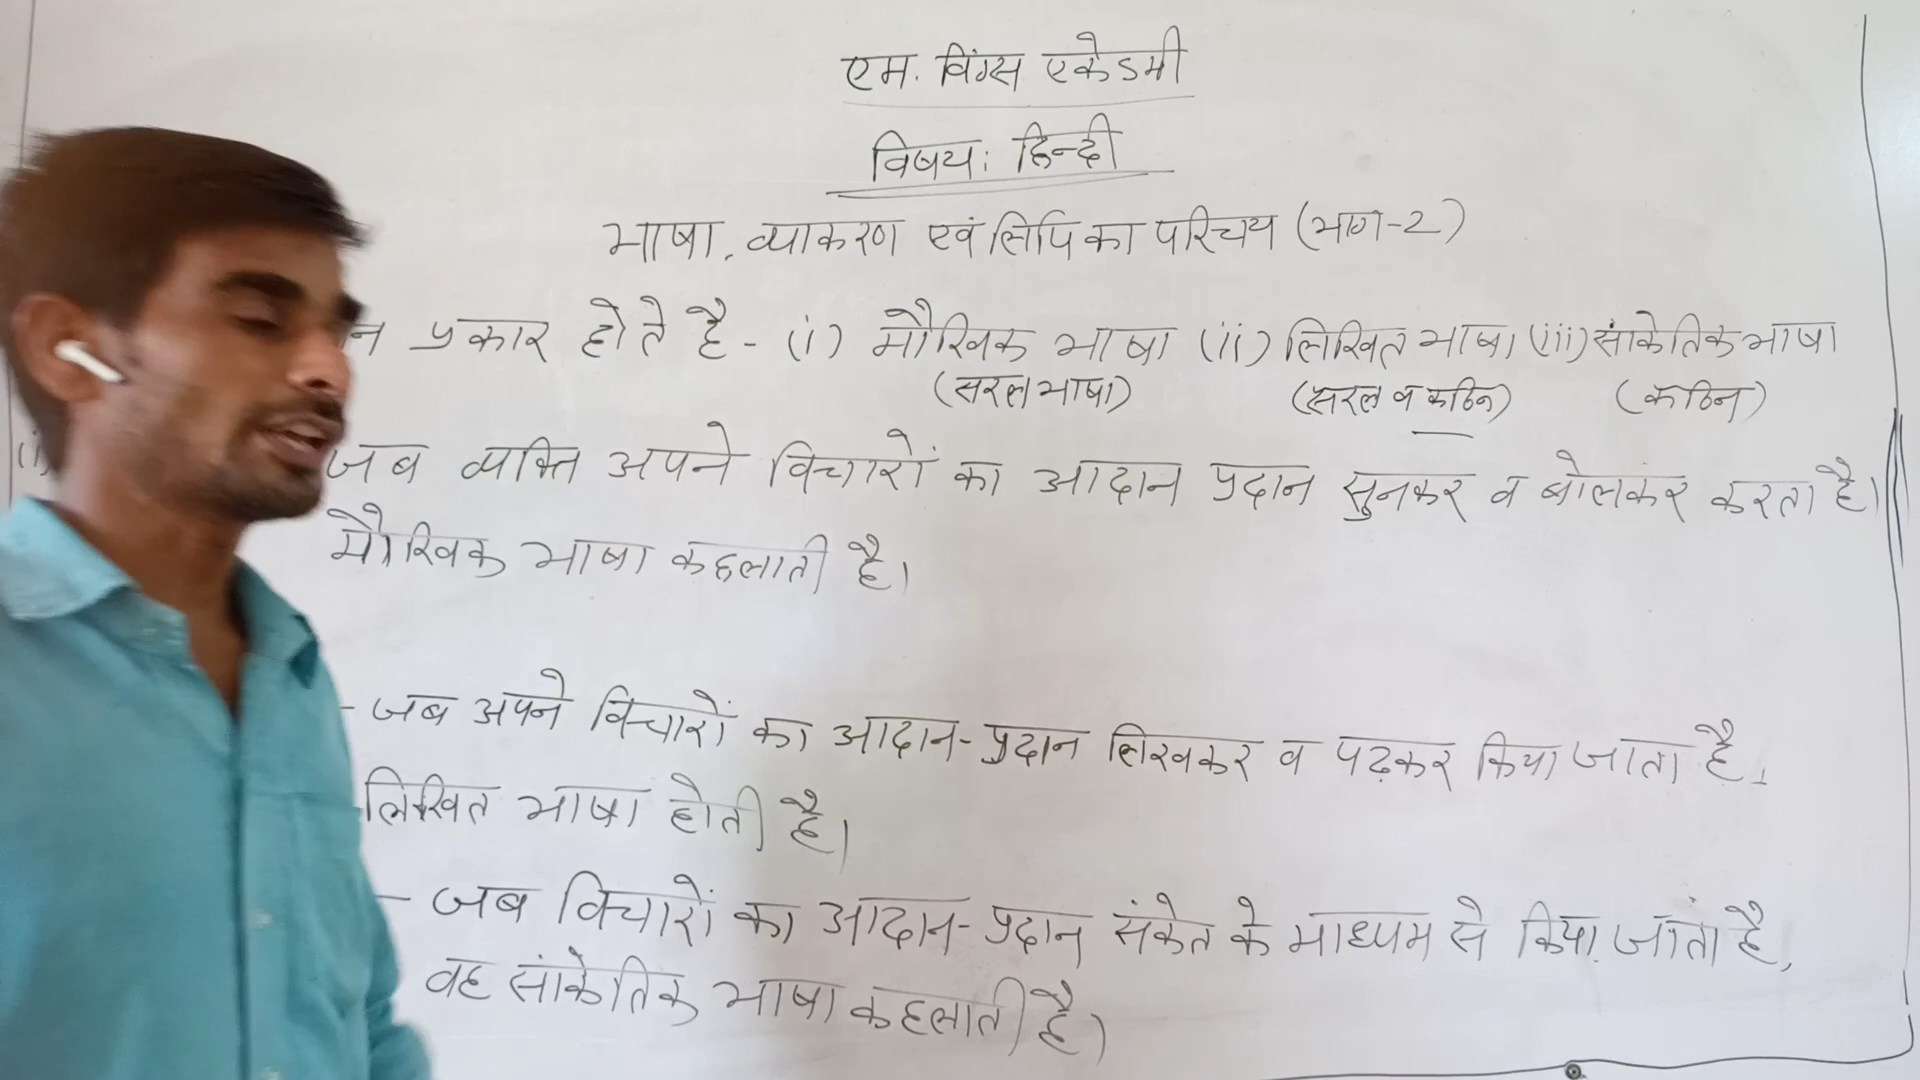 एम. विंग्स एकेडमी
विषय: हिन्दी
भाषा, व्याकरण एवं लिपि का परिचय (भाग-2)
न प्रकार होते है - (i) मौखिक भाषा (ii) लिखित भाषा (iii) सांकेतिक भाषा
(सरल भाषा) (सरल व कठिन) (कठिन)
(i) जब व्यक्ति अपने विचारों का आदान प्रदान सुनकर व बोलकर करता है।
मौखिक भाषा कहलाती है।
- जब अपने विचारों का आदान-प्रदान लिखकर व पढ़कर किया जाता है,
लिखित भाषा होती है।
- जब विचारों का आदान-प्रदान संकेत के माध्यम से किया जाता है,
वह सांकेतिक भाषा कहलाती है।